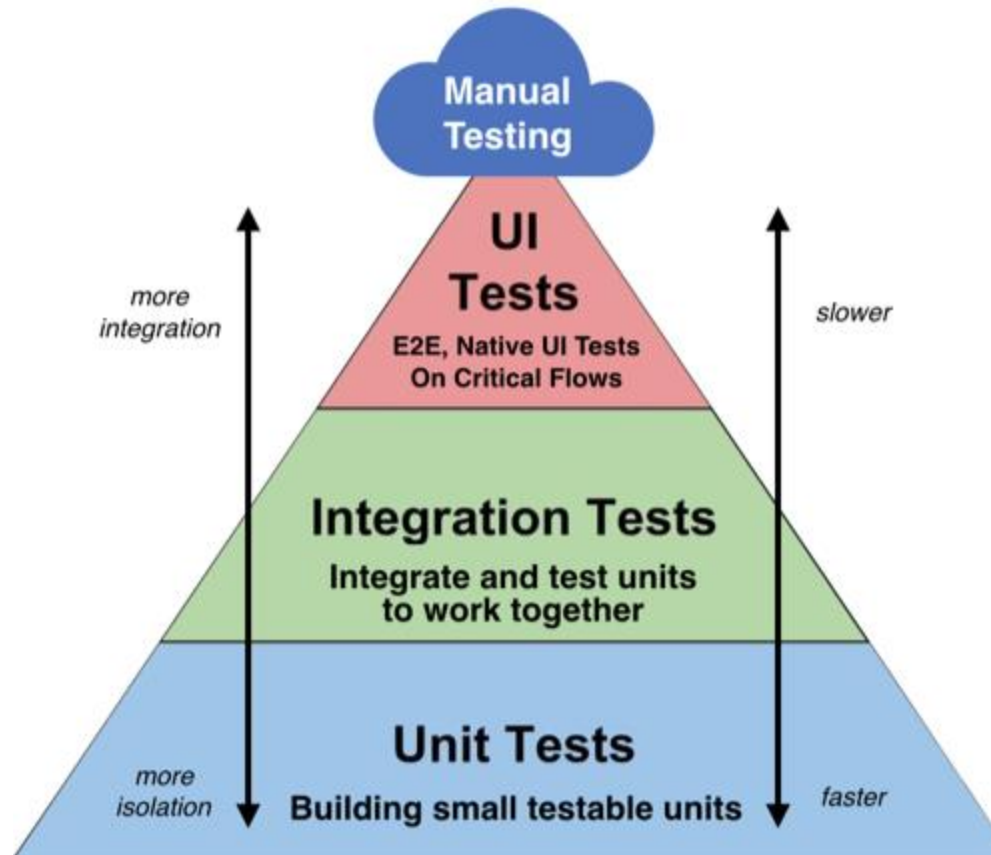 Manual
Testing
UI
Tests
more
integration
slower
E2E, Native UI Tests
On Critical Flows
Integration Tests
Integrate and test units
to work together
Unit Tests
more
isolation
Building small testable units
faster